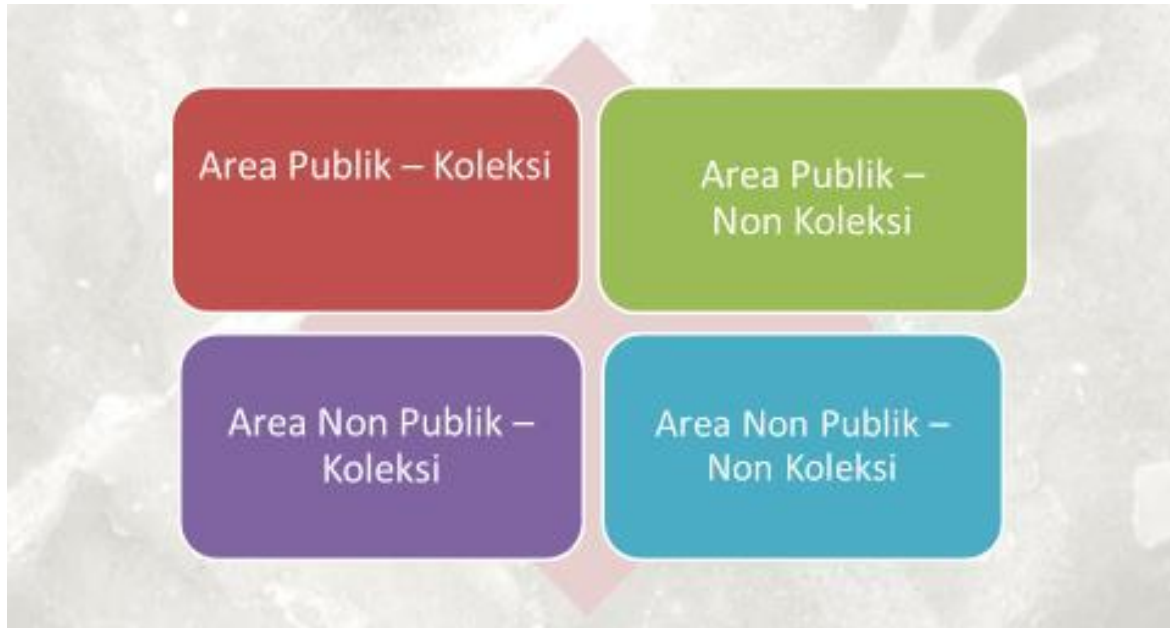 Area Publik – Koleksi
Area Publik –
Non Koleksi
Area Non Publik –
Koleksi
Area Non Publik –
Non Koleksi